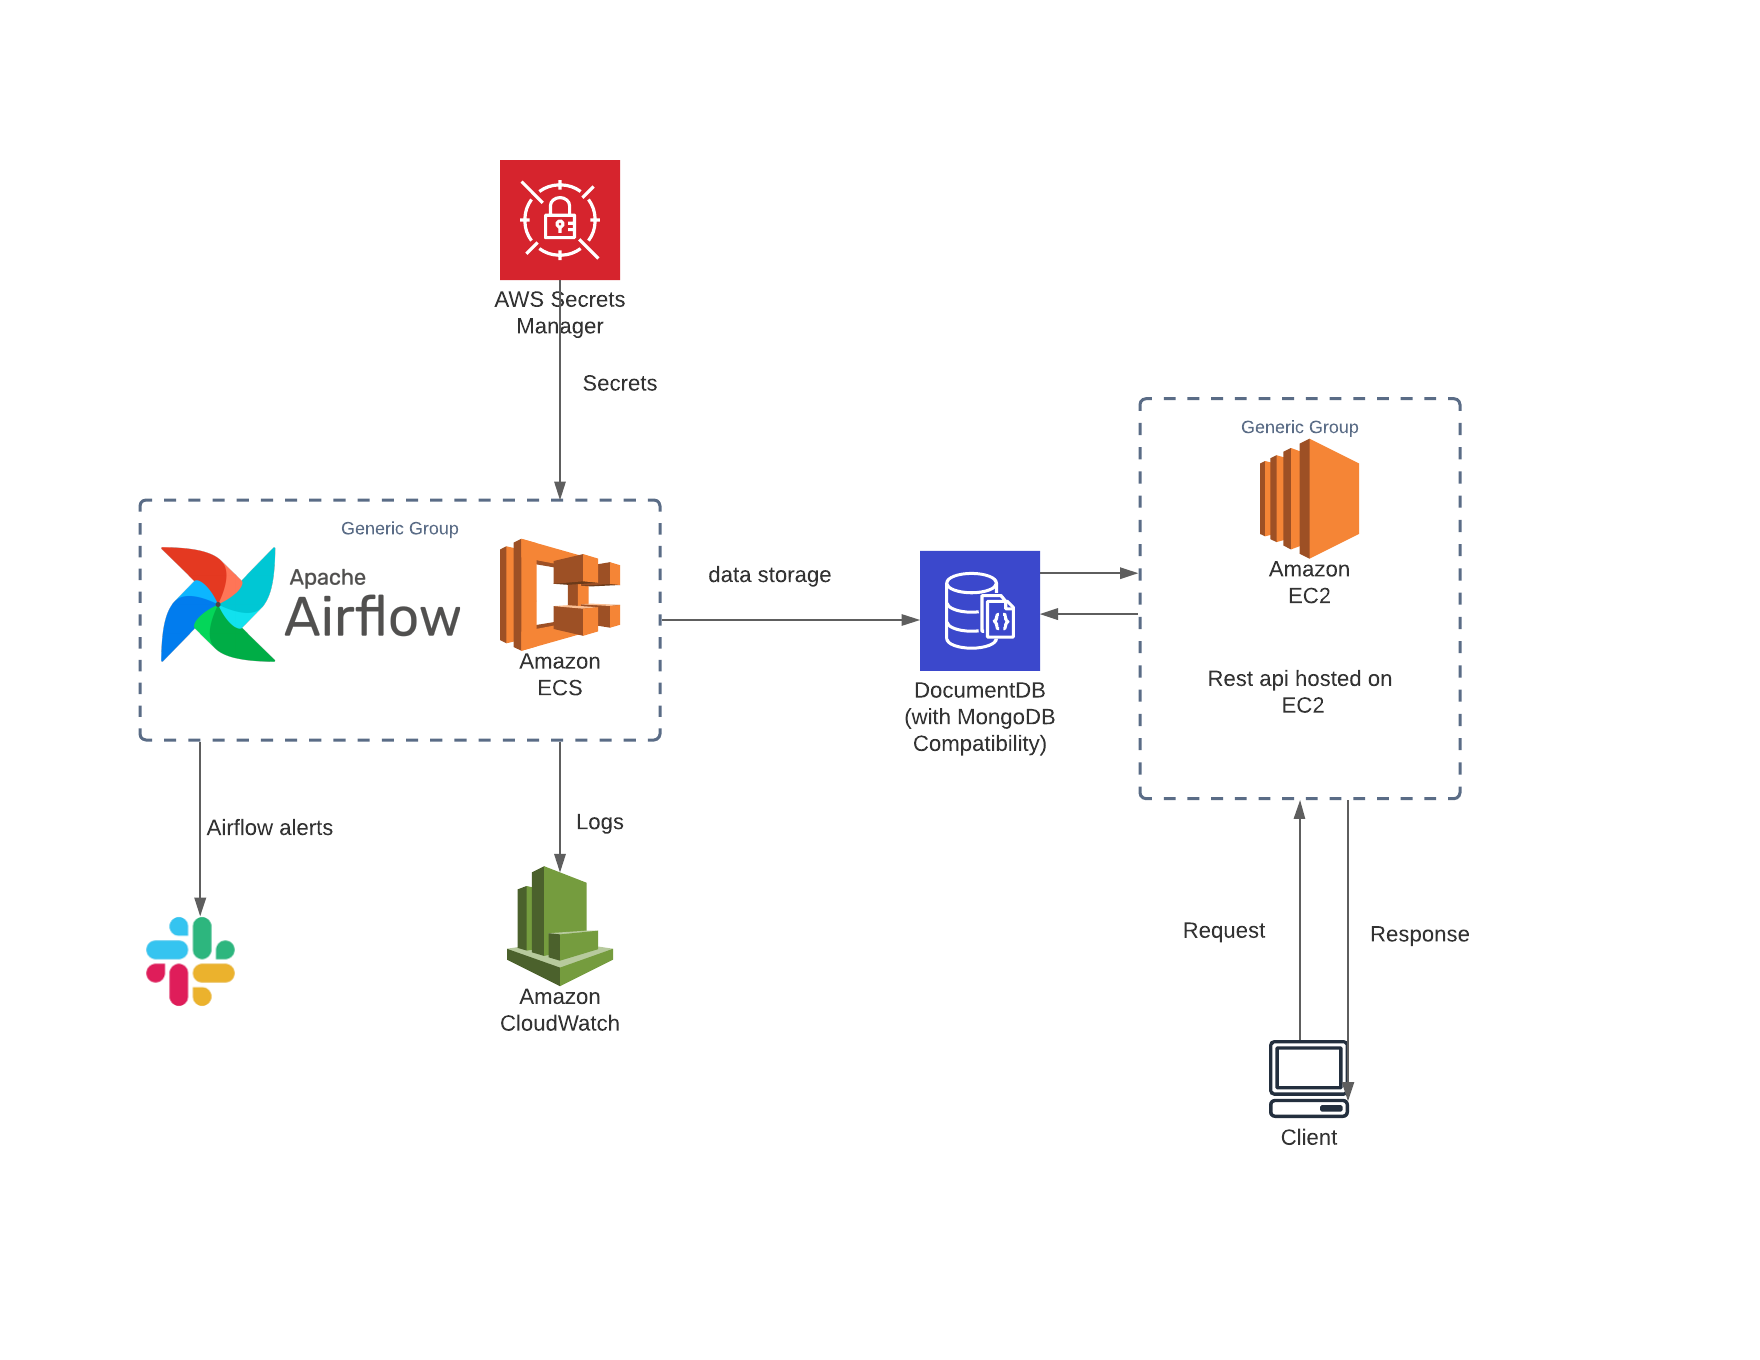 AWS Secrets
Manager
Secrets
Generic Group
Apache
Airflow
Amazon
ECS
data storage
DocumentDB
(with MongoDB
Compatibility)
Generic Group
Amazon
EC2
Rest api hosted on
EC2
Airflow alerts
Logs
Amazon
CloudWatch
Request
Response
Client